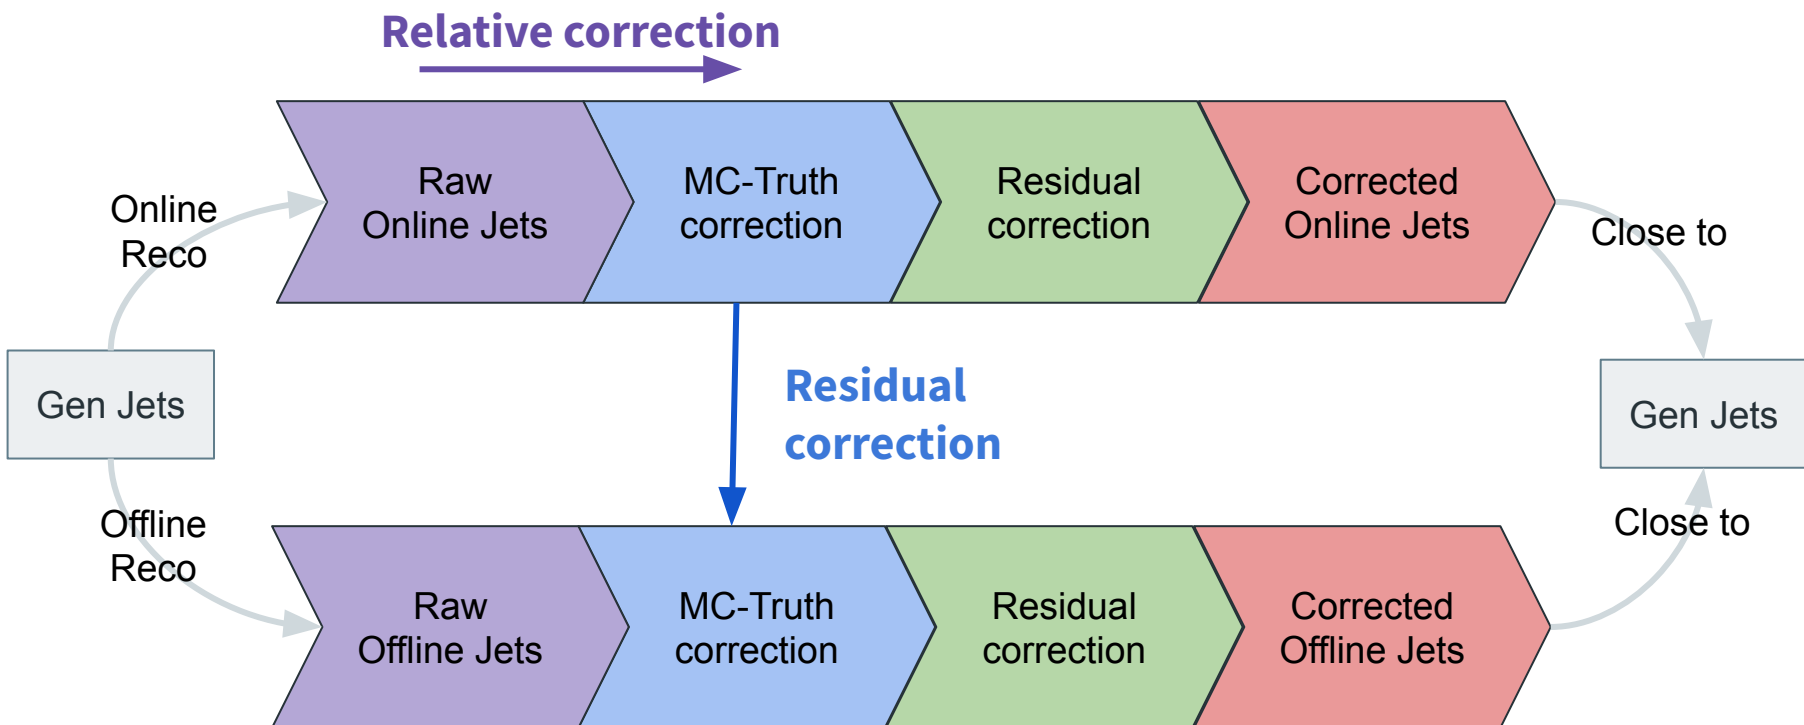 Relative correction
Raw
Online Jets
MC-Truth
correction
Residual
correction
Corrected
Online Jets
Online
Reco
Close to
Gen Jets
Residual
correction
Gen Jets
Offline
Reco
Close to
Raw
Offline Jets
MC-Truth
correction
Residual
correction
Corrected
Offline Jets